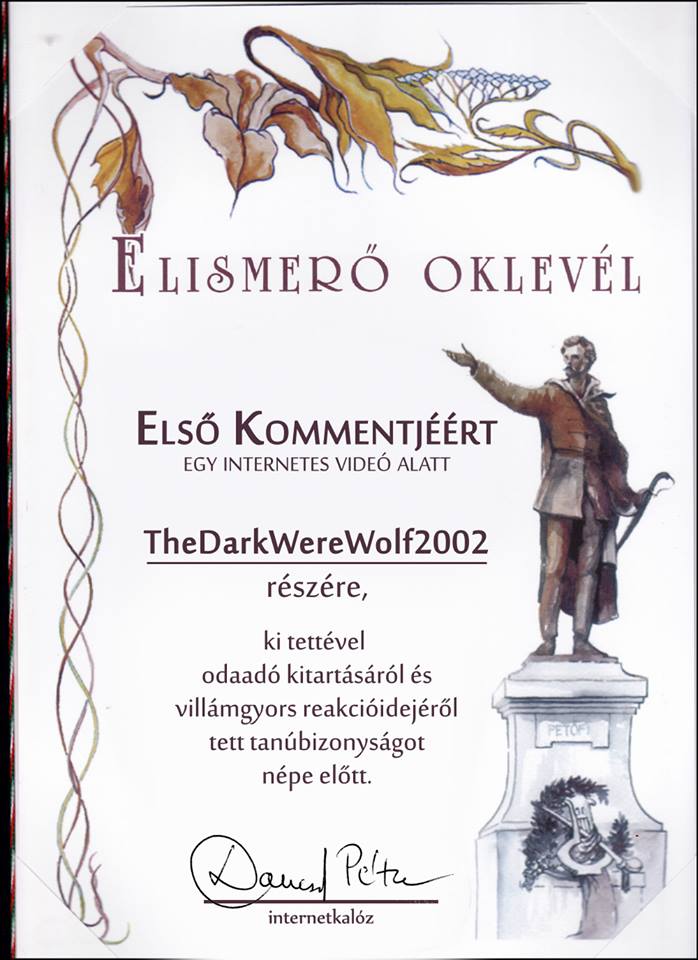 Elismerő oklevél
Első Kommentjéért
EGY INTERNETES VIDEÓ ALATT
TheDarkWereWolf2002
részére,
ki tettével
odaadó kitartásáról és
villámgyors reakcióidejéről
tett tanúbizonyságot
népe előtt.
PETŐFI
internetkalóz